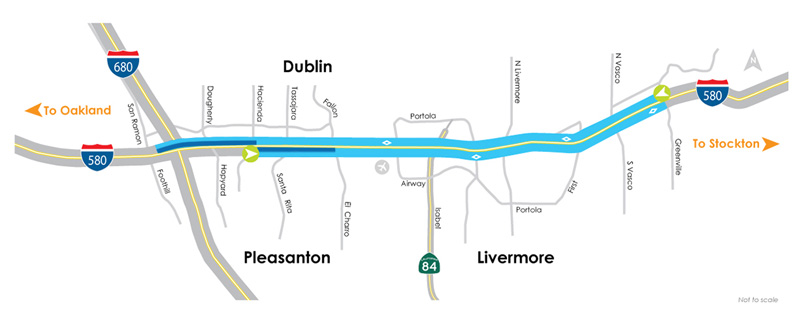 680
Dublin
N Livermore
N Vasco
N
Dougherty
Hacienda
Tassajara
Fallon
To Oakland
San Ramon
Portola
580
580
Greenville
To Stockton
Foothill
Hopyard
Santa Rita
El Charro
Airway
Isabel
Portola
First
S Vasco
Pleasanton
84
Livermore
Not to scale